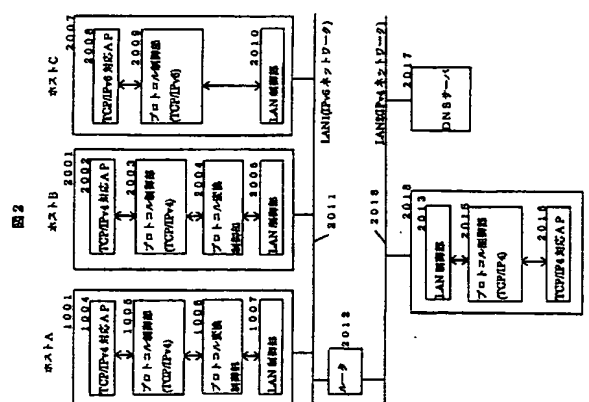 図2
ホストA
1001
1004
TCP/IPv4対応AP
1005
プロトコル制御部
(TCP/IPv4)
1006
プロトコル変換
制御部
1007
LAN制御部
ホストB
2001
2002
TCP/IPv4対応AP
2003
プロトコル制御部
(TCP/IPv4)
2004
プロトコル変換
制御部
LAN制御部
ホストC
2007
2008
TCP/IPv6対応AP
2009
プロトコル制御部
(TCP/IPv6)
2010
LAN制御部
LAN1(IPv6ネットワーク)
2011
2012
ルータ
LAN2(IPv4ネットワーク)
2017
DNSサーバ
2013
LAN制御部
2015
プロトコル制御部
(TCP/IP4)
2016
TCP/IP4対応AP